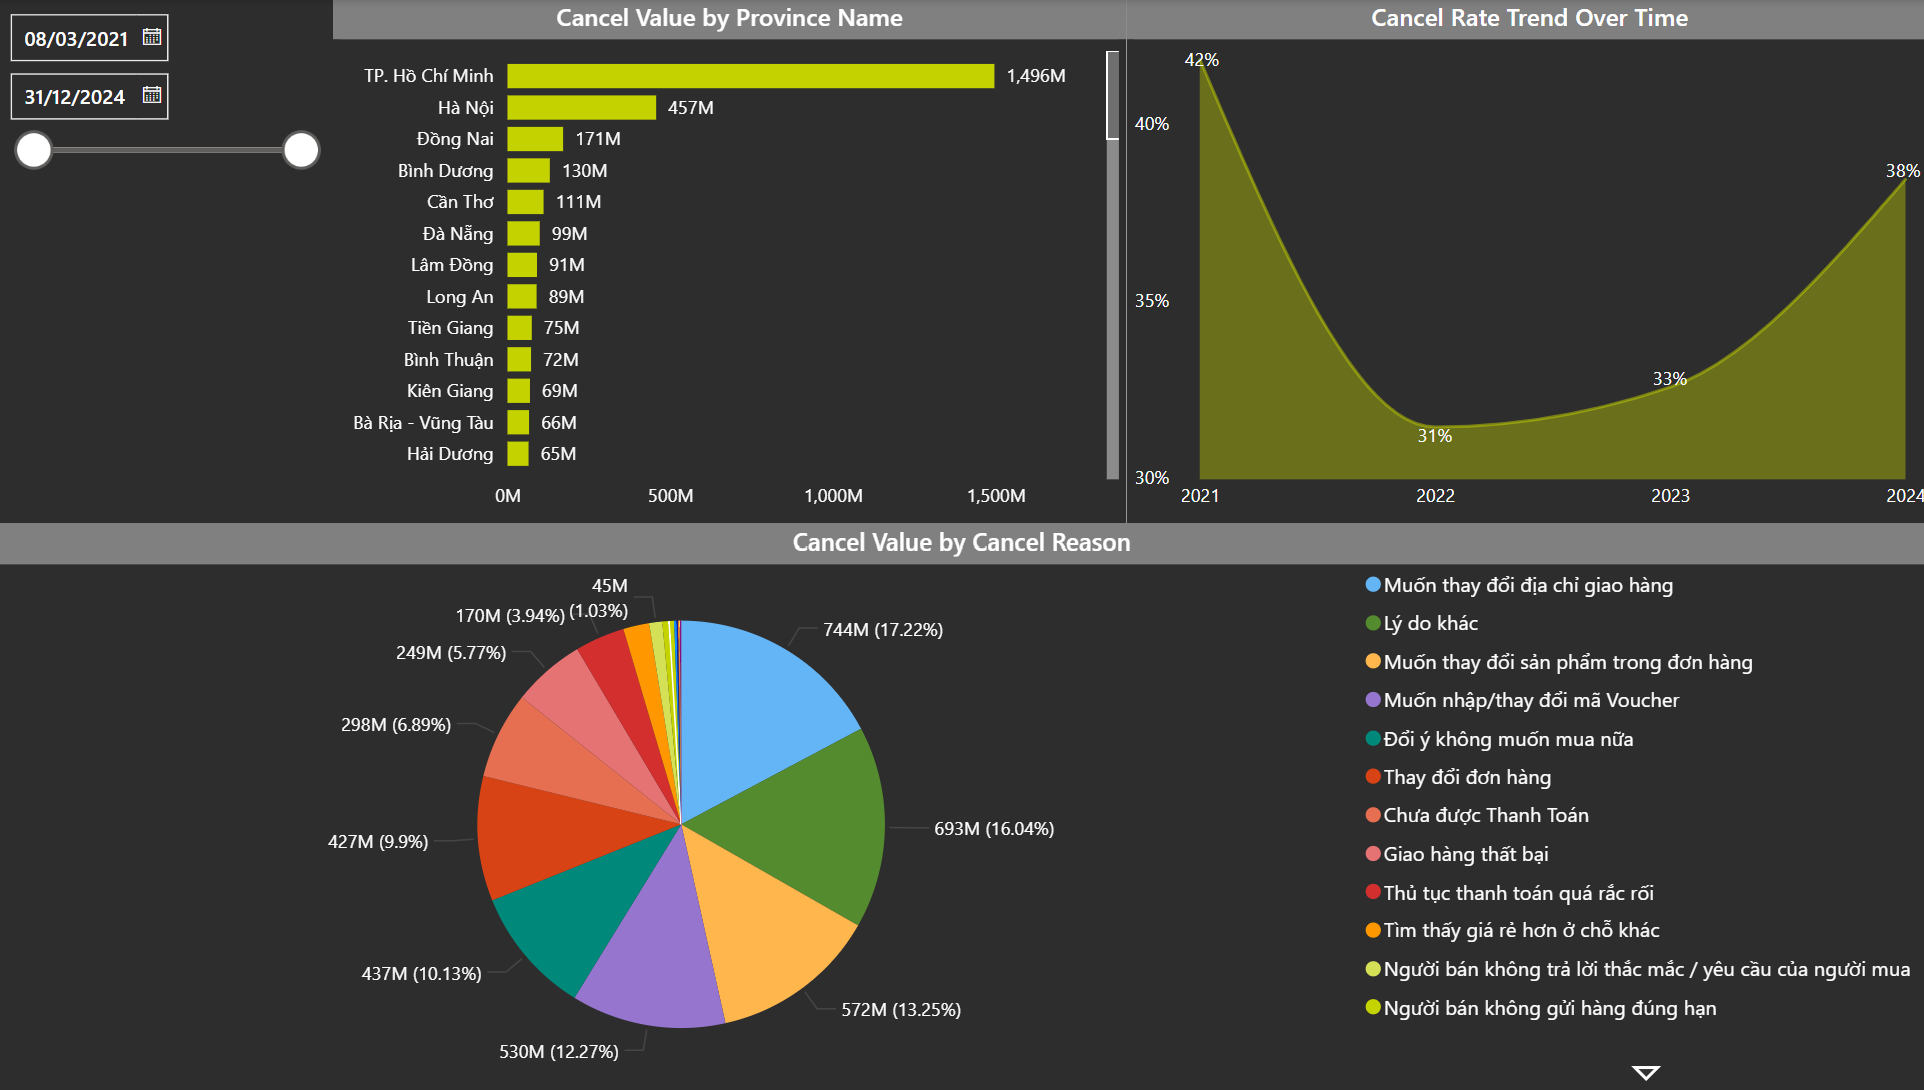 08/03/2021
31/12/2024
Cancel Value by Province Name
TP. Hồ Chí Minh 1,496M
Hà Nội 457M
Đồng Nai 171M
Bình Dương 130M
Cần Thơ 111M
Đà Nẵng 99M
Lâm Đồng 91M
Long An 89M
Tiền Giang 75M
Bình Thuận 72M
Kiên Giang 69M
Bà Rịa - Vũng Tàu 66M
Hải Dương 65M
0M 500M 1,000M 1,500M
Cancel Rate Trend Over Time
42%
40%
38%
35%
33%
31%
30%
2021 2022 2023 2024
Cancel Value by Cancel Reason
45M
(1.03%)
170M (3.94%)
249M (5.77%)
298M (6.89%)
427M (9.9%)
437M (10.13%)
530M (12.27%)
744M (17.22%)
693M (16.04%)
572M (13.25%)
Muốn thay đổi địa chỉ giao hàng
Lý do khác
Muốn thay đổi sản phẩm trong đơn hàng
Muốn nhập/thay đổi mã Voucher
Đổi ý không muốn mua nữa
Thay đổi đơn hàng
Chưa được Thanh Toán
Giao hàng thất bại
Thủ tục thanh toán quá rắc rối
Tìm thấy giá rẻ hơn ở chỗ khác
Người bán không trả lời thắc mắc / yêu cầu của người mua
Người bán không gửi hàng đúng hạn